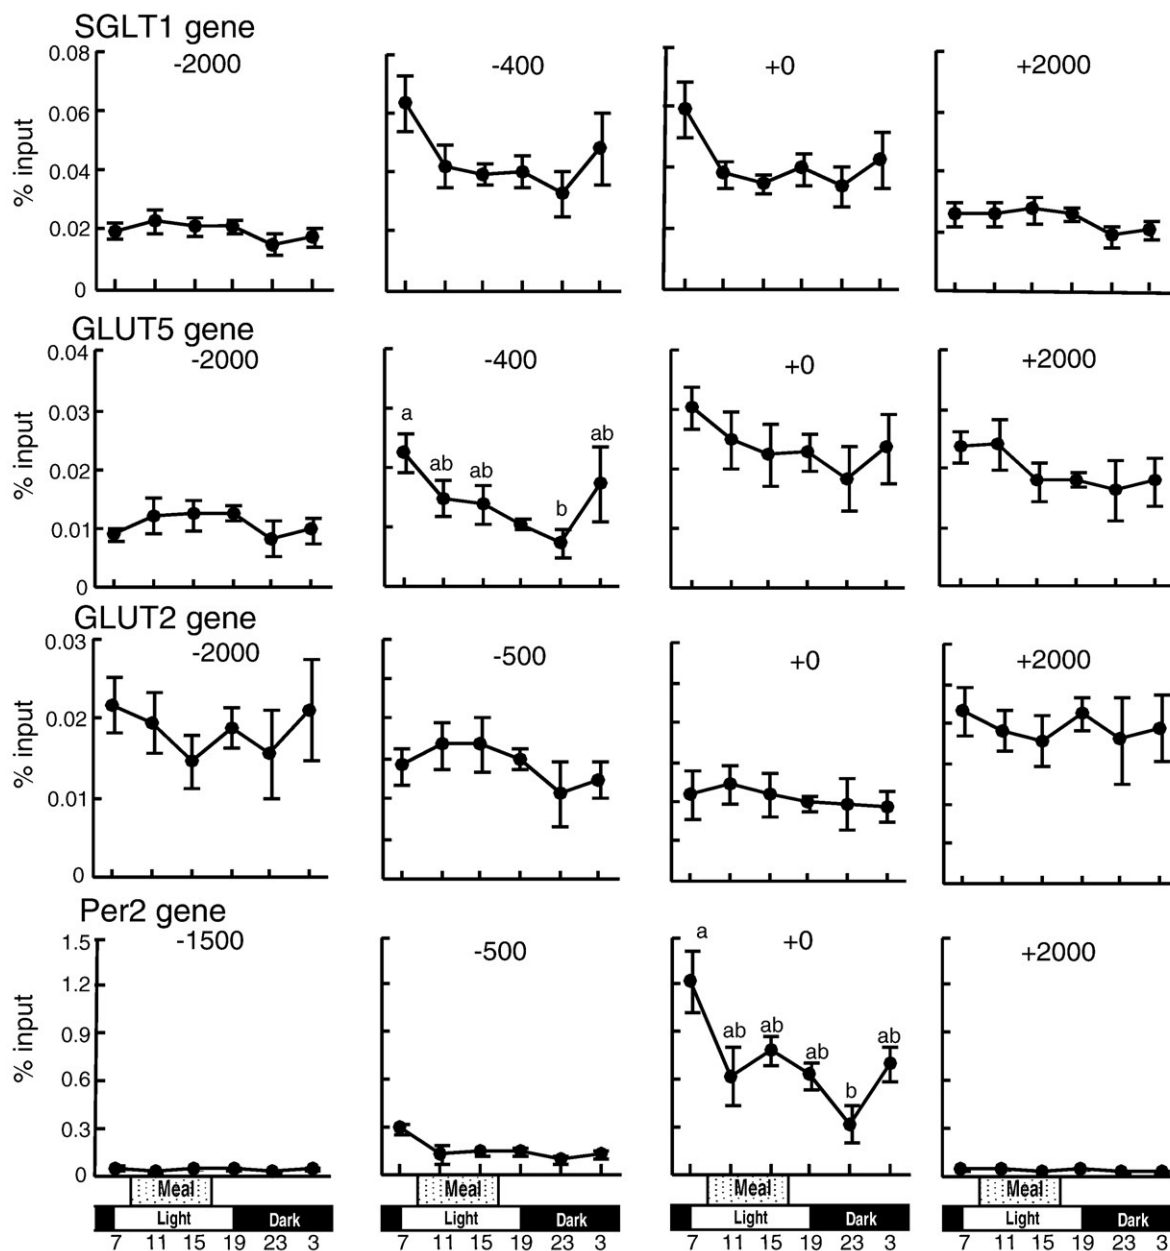 SGLT1 gene
-2000 -400 +0 +2000
% input
0.08
0.06
0.04
0.02
0
GLUT5 gene
-2000 -400 +0 +2000
% input
0.04
0.03
0.02
0.01
0
a ab ab b ab
GLUT2 gene
-2000 -500 +0 +2000
% input
0.03
0.02
0.01
0
Per2 gene
-1500 -500 +0 +2000
% input
1.5
1.2
0.9
0.6
0.3
0
a ab ab ab b ab
Meal Meal Meal Meal
Light Dark Light Dark Light Dark Light Dark
7 11 15 19 23 3 7 11 15 19 23 3 7 11 15 19 23 3 7 11 15 19 23 3